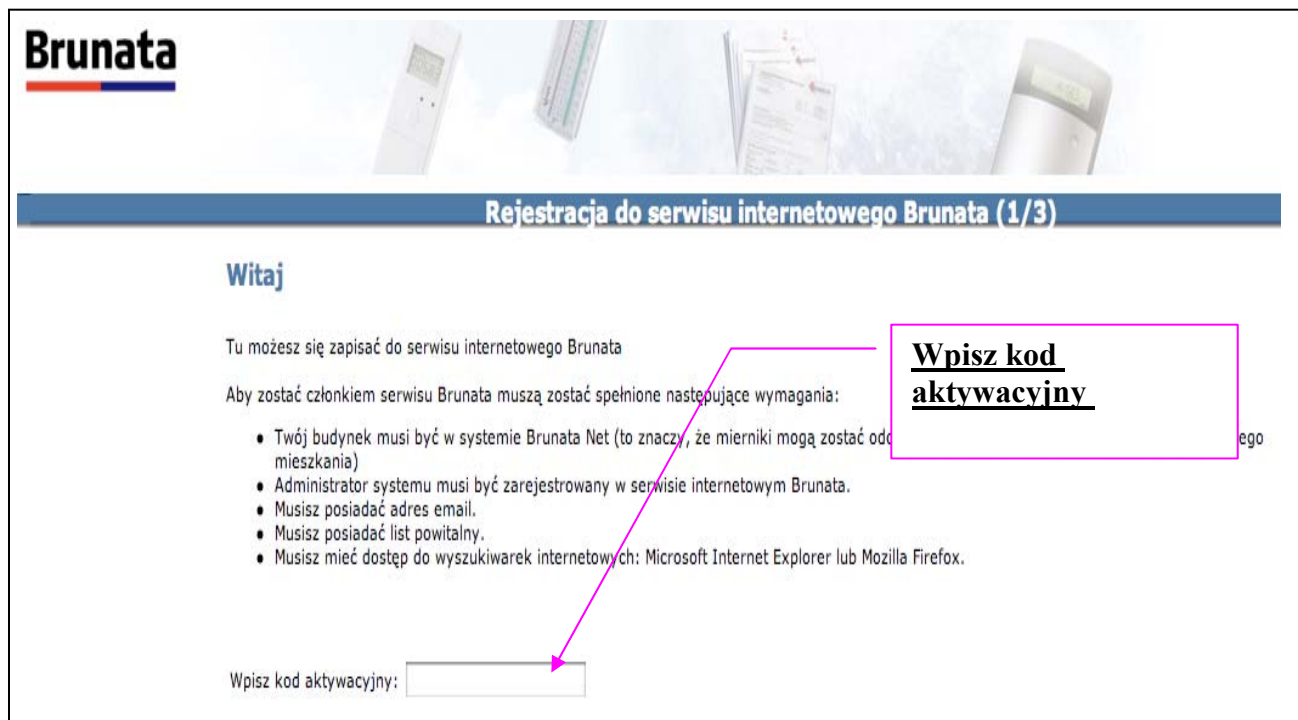 Brunata
Rejestracja do serwisu internetowego Brunata (1/3)
Witaj
Tu możesz się zapisać do serwisu internetowego Brunata
Wpisz kod
aktywacyjny
Aby zostać członkiem serwisu Brunata muszą zostać spełnione następujące wymagania:
• Twój budynek musi być w systemie Brunata Net (to znaczy, że mierniki mogą zostać odc ego
mieszkania)
• Administrator systemu musi być zarejestrowany w serwisie internetowym Brunata.
• Musisz posiadać adres email.
• Musisz posiadać list powitalny.
• Musisz mieć dostęp do wyszukiwarek internetowych: Microsoft Internet Explorer lub Mozilla Firefox.
Wpisz kod aktywacyjny: